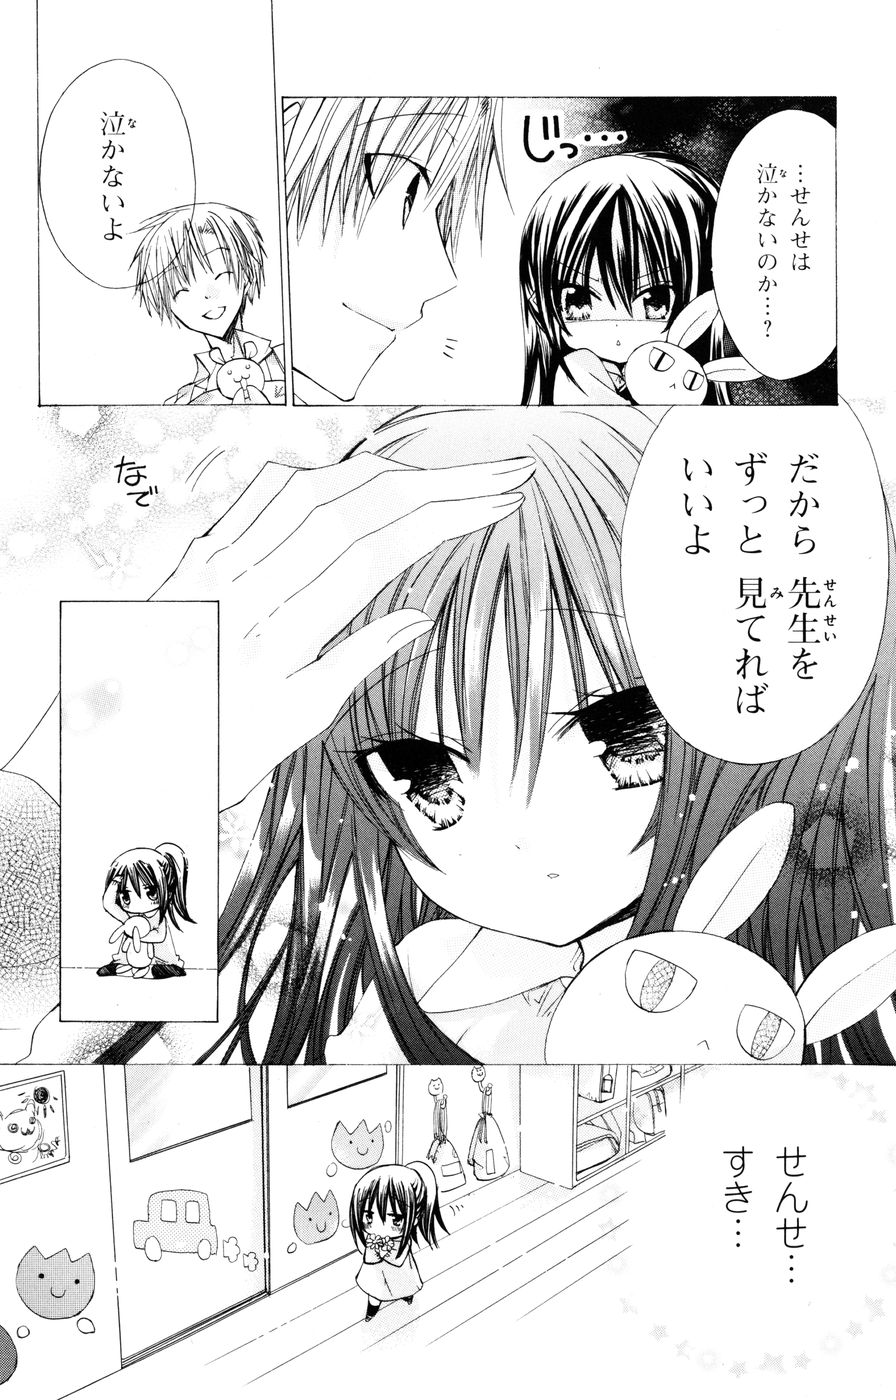 …せんせは
泣かないのか…?
じっ…
泣かないよ
だから先生を
ずっと見てれば
いいよ
なで
せんせ…
すき…